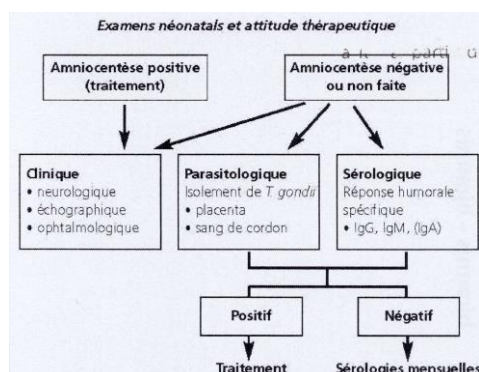 Examens néonatals et attitude thérapeutique
Amniocentèse positive
(traitement)
Amniocentèse négative
ou non faite
Clinique
• neurologique
• échographique
• ophtalmologique
Parasitologique
Isolement de T. gondii
• placenta
• sang de cordon
Sérologique
Réponse humorale
spécifique
• IgG, IgM, (IgA)
Positif
Négatif
Traitement
Sérologies mensuelles